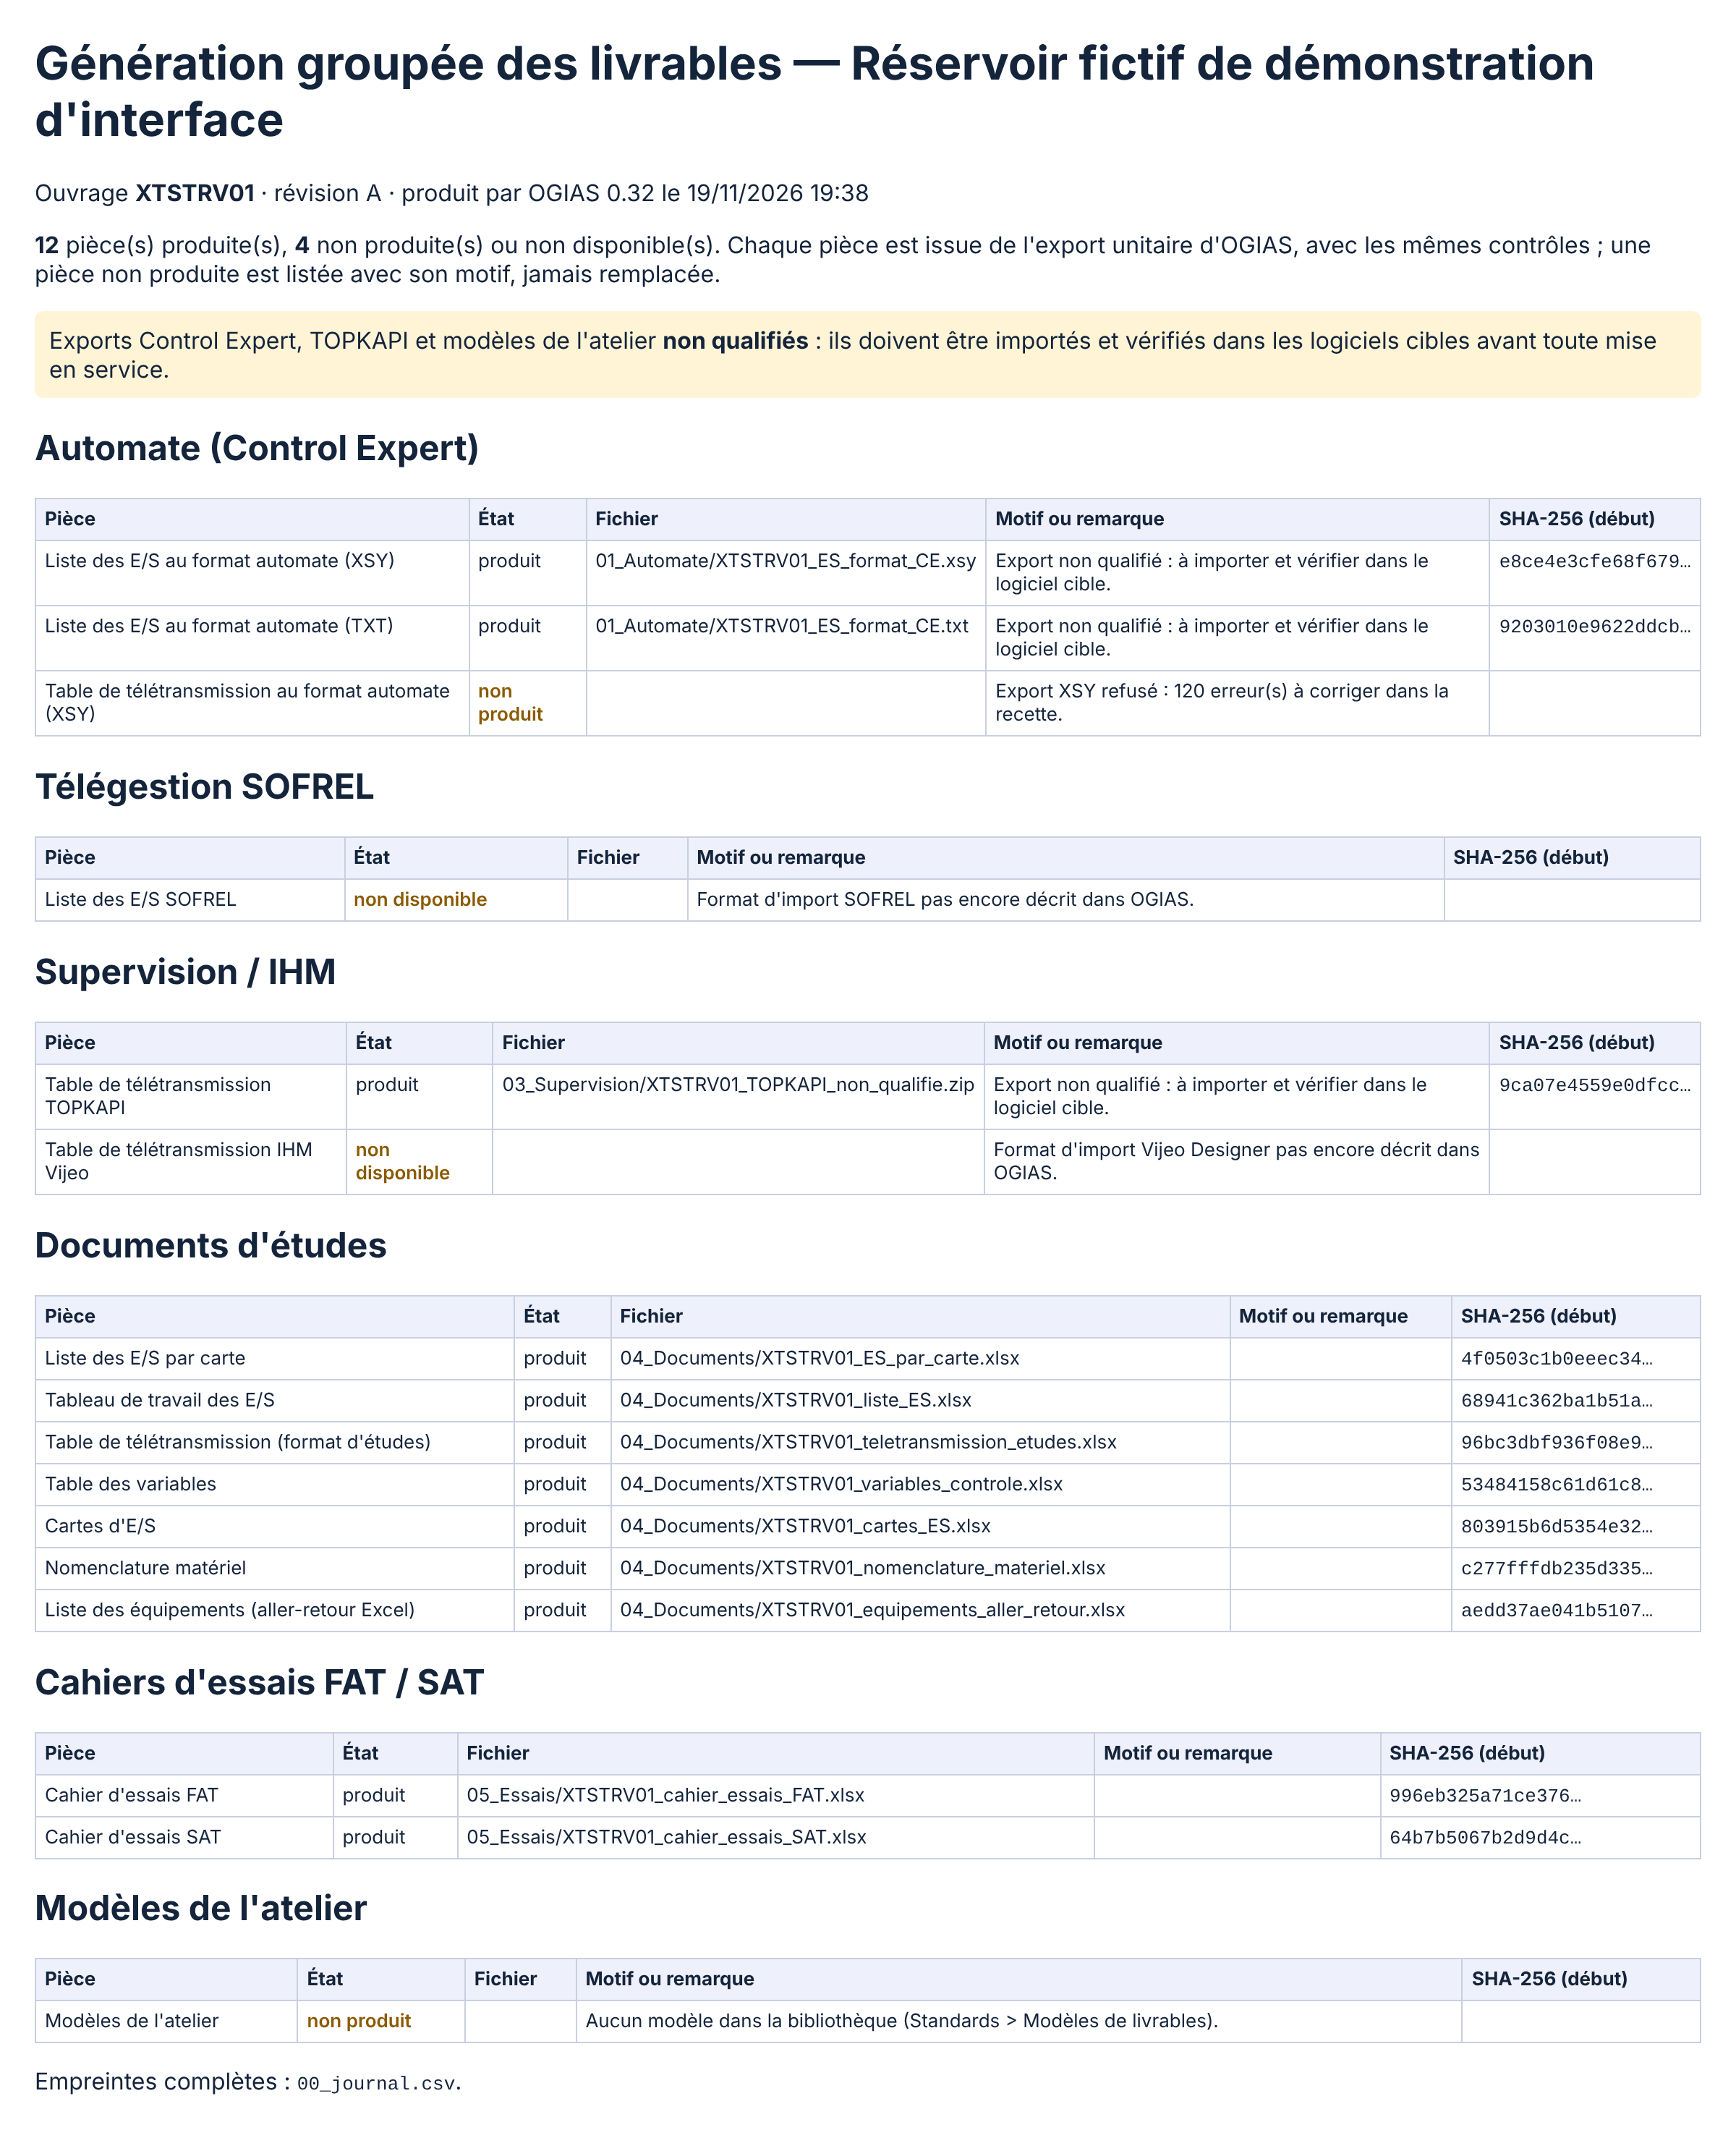 Génération groupée des livrables — Réservoir fictif de démonstration
d'interface
Ouvrage XTSTRV01 · révision A · produit par OGIAS 0.32 le 19/11/2026 19:38
12 pièce(s) produite(s), 4 non produite(s) ou non disponible(s). Chaque pièce est issue de l'export unitaire d'OGIAS, avec les mêmes contrôles ; une
pièce non produite est listée avec son motif, jamais remplacée.
Exports Control Expert, TOPKAPI et modèles de l'atelier non qualifiés : ils doivent être importés et vérifiés dans les logiciels cibles avant toute mise
en service.
Automate (Control Expert)
Pièce État Fichier Motif ou remarque SHA-256 (début)
Liste des E/S au format automate (XSY) produit 01_Automate/XTSTRV01_ES_format_CE.xsy Export non qualifié : à importer et vérifier dans le e8ce4e3cfe68f679…
logiciel cible.
Liste des E/S au format automate (TXT) produit 01_Automate/XTSTRV01_ES_format_CE.txt Export non qualifié : à importer et vérifier dans le 9203010e9622ddcb…
logiciel cible.
Table de télétransmission au format automate non Export XSY refusé : 120 erreur(s) à corriger dans la
(XSY) produit recette.
Télégestion SOFREL
Pièce État Fichier Motif ou remarque SHA-256 (début)
Liste des E/S SOFREL non disponible Format d'import SOFREL pas encore décrit dans OGIAS.
Supervision / IHM
Pièce État Fichier Motif ou remarque SHA-256 (début)
Table de télétransmission produit 03_Supervision/XTSTRV01_TOPKAPI_non_qualifie.zip Export non qualifié : à importer et vérifier dans le 9ca07e4559e0dfcc…
TOPKAPI logiciel cible.
Table de télétransmission IHM non Format d'import Vijeo Designer pas encore décrit dans
Vijeo disponible OGIAS.
Documents d'études
Pièce État Fichier Motif ou remarque SHA-256 (début)
Liste des E/S par carte produit 04_Documents/XTSTRV01_ES_par_carte.xlsx 4f0503c1b0eeec34…
Tableau de travail des E/S produit 04_Documents/XTSTRV01_liste_ES.xlsx 68941c362ba1b51a…
Table de télétransmission (format d'études) produit 04_Documents/XTSTRV01_teletransmission_etudes.xlsx 96bc3dbf936f08e9…
Table des variables produit 04_Documents/XTSTRV01_variables_controle.xlsx 53484158c61d61c8…
Cartes d'E/S produit 04_Documents/XTSTRV01_cartes_ES.xlsx 803915b6d5354e32…
Nomenclature matériel produit 04_Documents/XTSTRV01_nomenclature_materiel.xlsx c277fffdb235d335…
Liste des équipements (aller-retour Excel) produit 04_Documents/XTSTRV01_equipements_aller_retour.xlsx aedd37ae041b5107…
Cahiers d'essais FAT / SAT
Pièce État Fichier Motif ou remarque SHA-256 (début)
Cahier d'essais FAT produit 05_Essais/XTSTRV01_cahier_essais_FAT.xlsx 996eb325a71ce376…
Cahier d'essais SAT produit 05_Essais/XTSTRV01_cahier_essais_SAT.xlsx 64b7b5067b2d9d4c…
Modèles de l'atelier
Pièce État Fichier Motif ou remarque SHA-256 (début)
Modèles de l'atelier non produit Aucun modèle dans la bibliothèque (Standards > Modèles de livrables).
Empreintes complètes : 00_journal.csv.